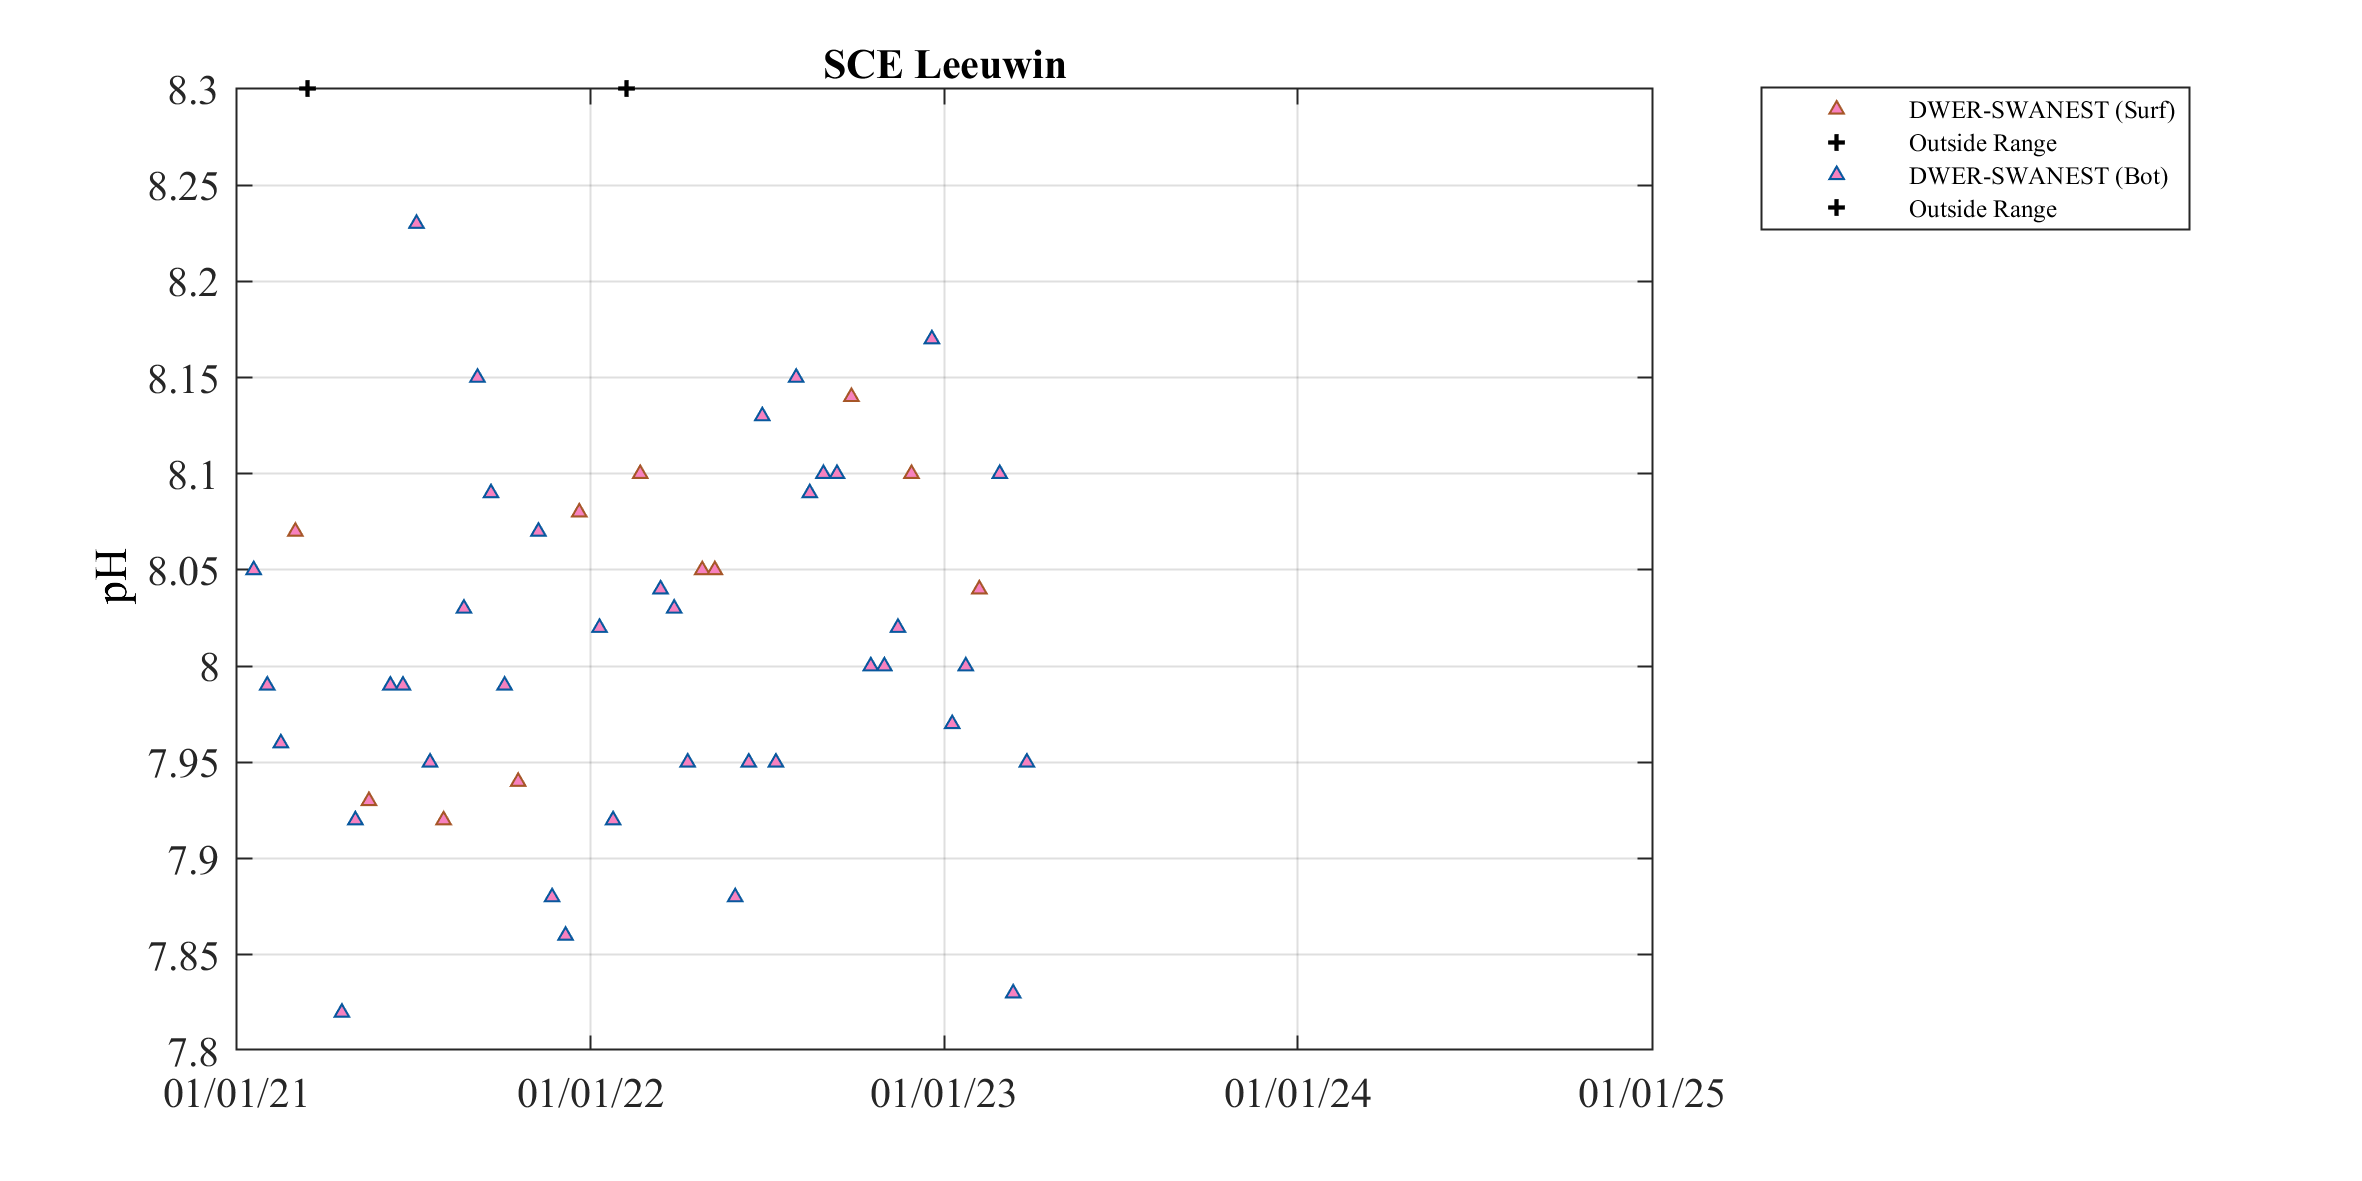 SCE Leeuwin
8.3
8.25
8.2
8.15
8.1
8.05
8
7.95
7.9
7.85
7.8
pH
01/01/21
01/01/22
01/01/23
01/01/24
01/01/25
DWER-SWANEST (Surf)
Outside Range
DWER-SWANEST (Bot)
Outside Range